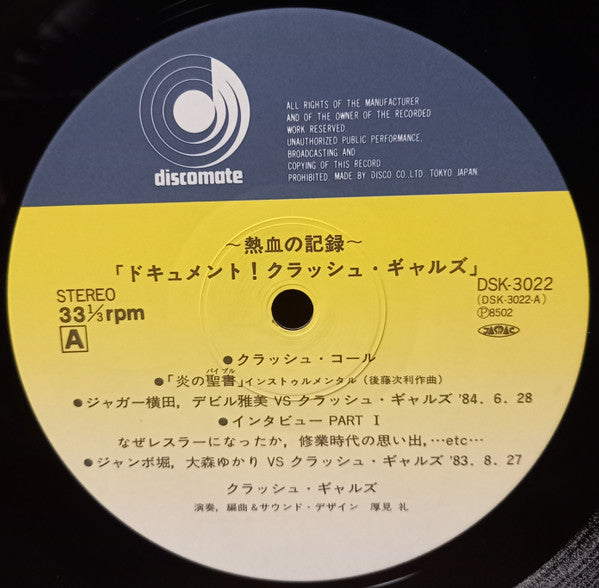 discomate
ALL RIGHTS OF THE MANUFACTURER
AND OF THE OWNER OF THE RECORDED
WORK RESERVED.
UNAUTHORIZED PUBLIC PERFORMANCE,
BROADCASTING AND
COPYING OF THIS RECORD
PROHIBITED. MADE BY DISCO CO.,LTD. TOKYO JAPAN.
～熱血の記録～
「ドキュメント！クラッシュ・ギャルズ」
STEREO
33⅓rpm
A
DSK-3022
(DSK-3022-A)
Ⓟ8502
JASRAC
●クラッシュ・コール
バイブル
●「炎の聖書」インストゥルメンタル（後藤次利作曲）
●ジャガー横田，デビル雅美 VS クラッシュ・ギャルズ '84. 6. 28
●インタビュー PART Ⅰ
なぜレスラーになったか，修業時代の思い出，…etc…
●ジャンボ堀，大森ゆかり VS クラッシュ・ギャルズ '83. 8. 27
クラッシュ・ギャルズ
演奏，編曲＆サウンド・デザイン 厚見 礼